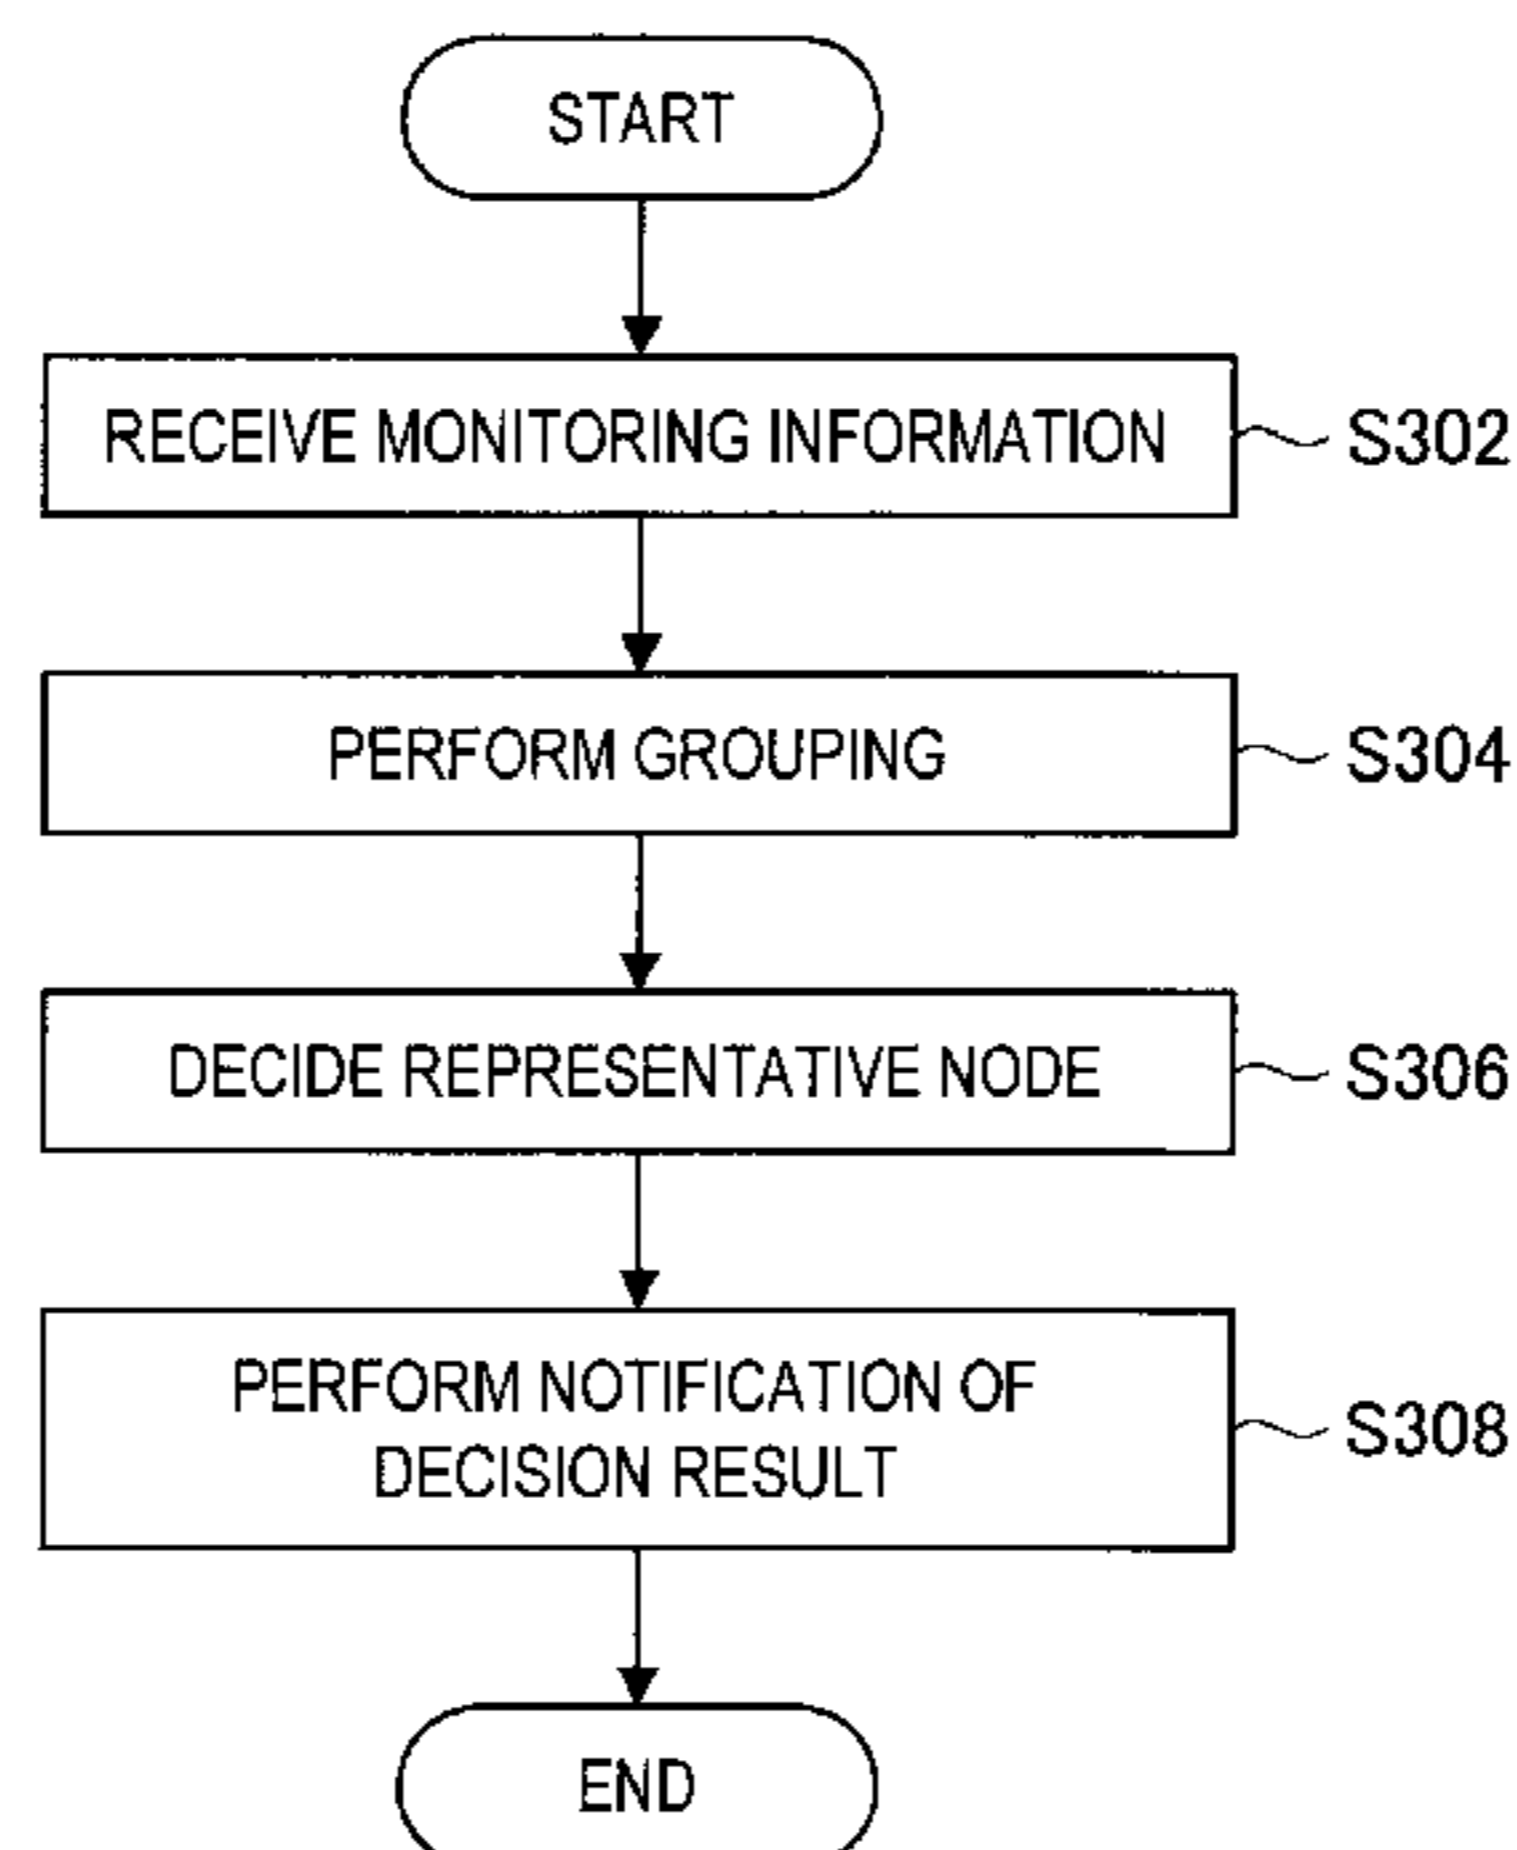 START
RECEIVE MONITORING INFORMATION
S302
PERFORM GROUPING
S304
DECIDE REPRESENTATIVE NODE
S306
PERFORM NOTIFICATION OF
DECISION RESULT
S308
END